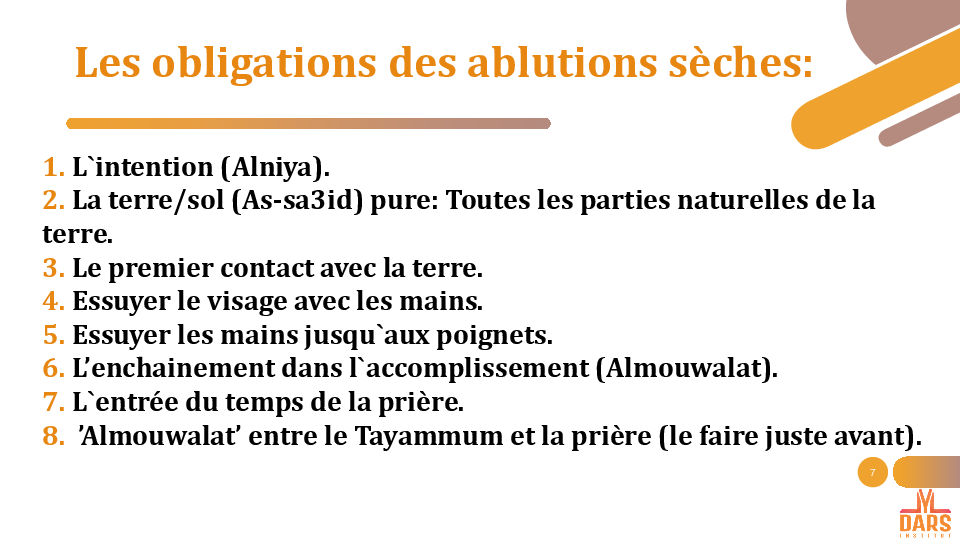 Les obligations des ablutions sèches:
1. L`intention (Alniya).
2. La terre/sol (As-sa3id) pure: Toutes les parties naturelles de la
terre.
3. Le premier contact avec la terre.
4. Essuyer le visage avec les mains.
5. Essuyer les mains jusqu`aux poignets.
6. L’enchainement dans l`accomplissement (Almouwalat).
7. L`entrée du temps de la prière.
8. ’Almouwalat’ entre le Tayammum et la prière (le faire juste avant).
7
DARS
INSTITUT